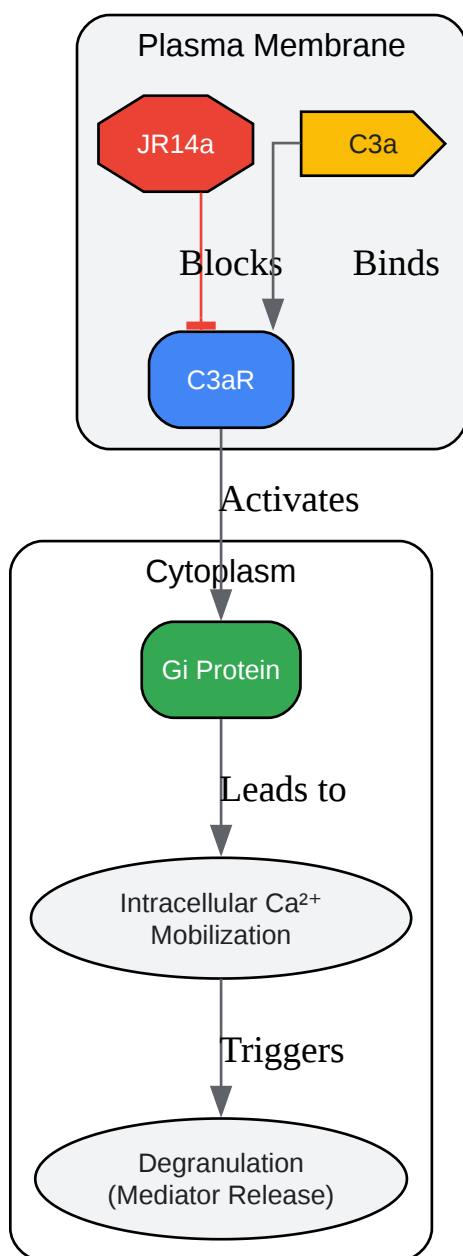 Plasma Membrane
JR14a
C3a
Blocks
Binds
C3aR
Activates
Cytoplasm
Gi Protein
Leads to
Intracellular Ca²⁺
Mobilization
Triggers
Degranulation
(Mediator Release)